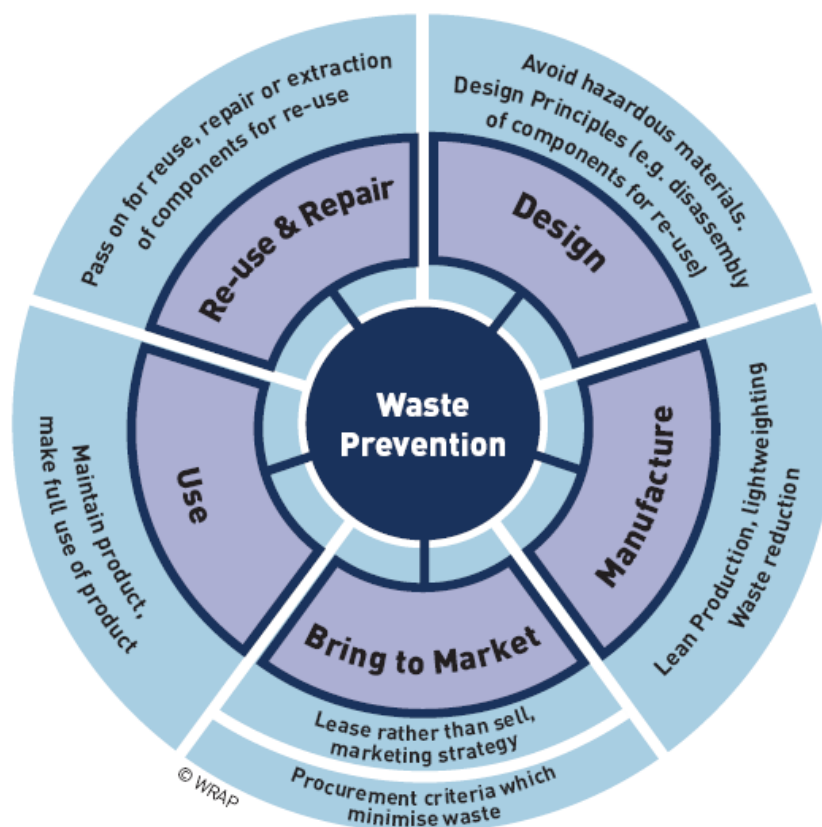 Waste
Prevention
Design
Avoid hazardous materials.
Design Principles (e.g. disassembly
of components for re-use)
Manufacture
Lean Production, lightweighting
Waste reduction
Bring to Market
Lease rather than sell,
marketing strategy
Procurement criteria which
minimise waste
Use
Maintain product,
make full use of product
Re-use & Repair
Pass on for reuse, repair or extraction
of components for re-use
© WRAP